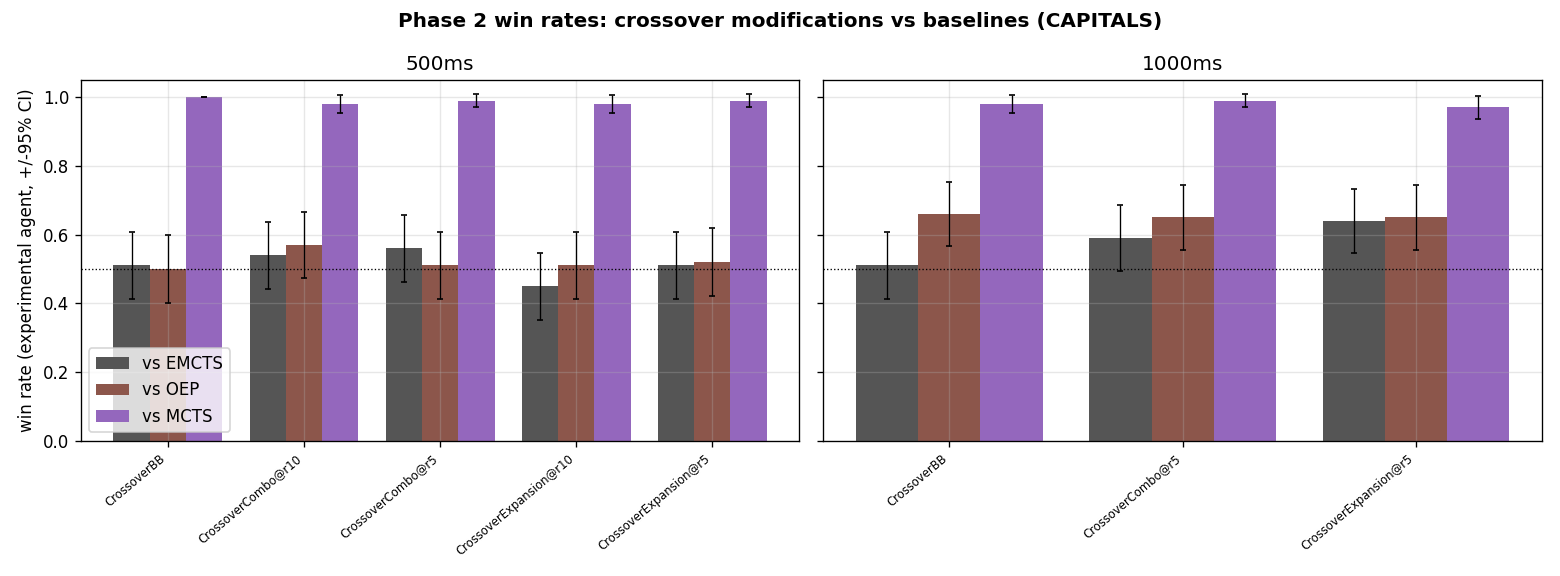 Phase 2 win rates: crossover modifications vs baselines (CAPITALS)
500ms
1000ms
win rate (experimental agent, +/-95% CI)
1.0
0.8
0.6
0.4
0.2
0.0
vs EMCTS
vs OEP
vs MCTS
CrossoverBB
CrossoverCombo@r10
CrossoverCombo@r5
CrossoverExpansion@r10
CrossoverExpansion@r5
CrossoverBB
CrossoverCombo@r5
CrossoverExpansion@r5